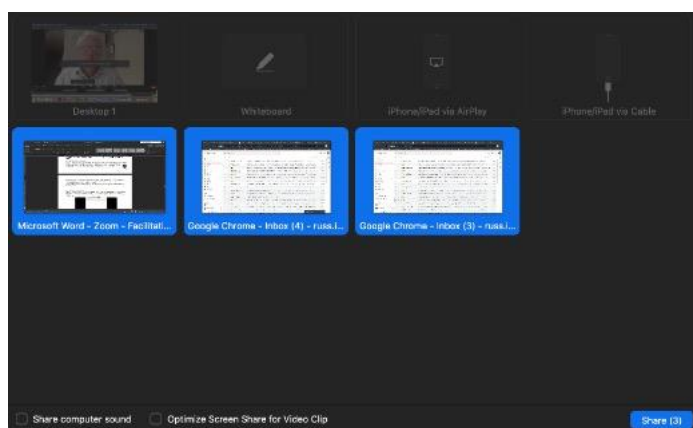 Desktop 1
Whiteboard
iPhone/iPad via AirPlay
iPhone/iPad via Cable
Microsoft Word - Zoom - Facilitati...
Google Chrome - Inbox (4) - russ.i...
Google Chrome - Inbox (3) - russ.i...
Share computer sound
Optimize Screen Share for Video Clip
Share (3)